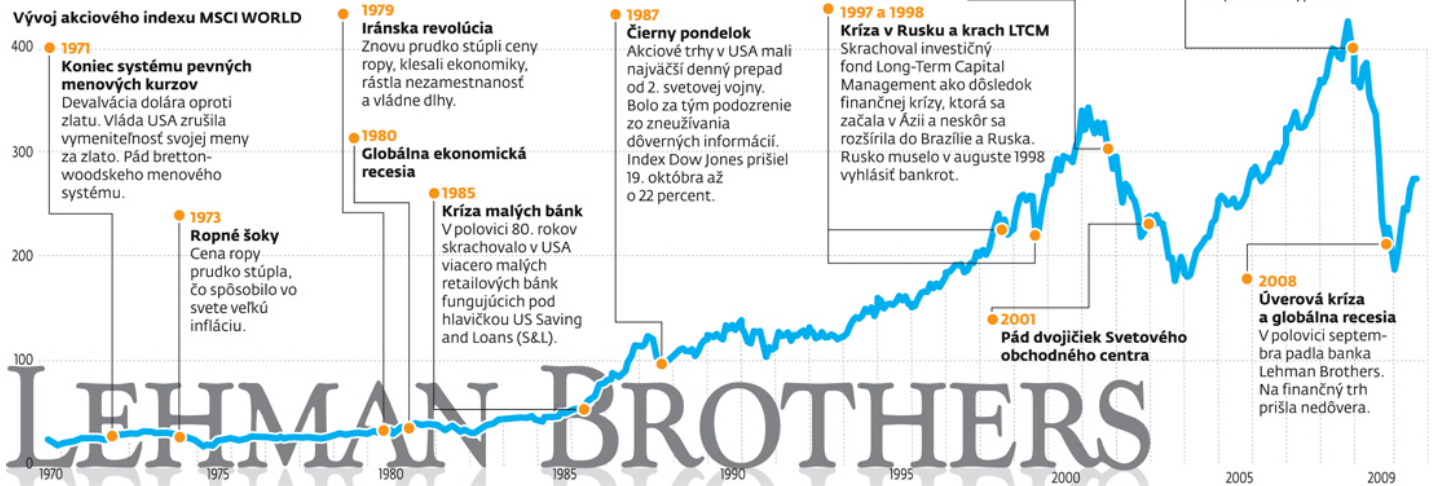 Vývoj akciového indexu MSCI WORLD
400
300
200
100
0
1971
Koniec systému pevných
menových kurzov
Devalvácia dolára oproti
zlatu. Vláda USA zrušila
vymeniteľnosť svojej meny
za zlato. Pád bretton-
woodskeho menového
systému.
1973
Ropné šoky
Cena ropy
prudko stúpla,
čo spôsobilo vo
svete veľkú
infláciu.
1979
Iránska revolúcia
Znovu prudko stúpli ceny
ropy, klesali ekonomiky,
rástla nezamestnanosť
a vládne dlhy.
1980
Globálna ekonomická
recesia
1985
Kríza malých bánk
V polovici 80. rokov
skrachovalo v USA
viacero malých
retailových bánk
fungujúcich pod
hlavičkou US Saving
and Loans (S&L).
1987
Čierny pondelok
Akciové trhy v USA mali
najväčší denný prepad
od 2. svetovej vojny.
Bolo za tým podozrenie
zo zneužívania
dôverných informácií.
Index Dow Jones prišiel
19. októbra až
o 22 percent.
1997 a 1998
Kríza v Rusku a krach LTCM
Skrachoval investičný
fond Long-Term Capital
Management ako dôsledok
finančnej krízy, ktorá sa
začala v Ázii a neskôr sa
rozšírila do Brazílie a Ruska.
Rusko muselo v auguste 1998
vyhlásiť bankrot.
2001
Pád dvojičiek Svetového
obchodného centra
2008
Úverová kríza
a globálna recesia
V polovici septem-
bra padla banka
Lehman Brothers.
Na finančný trh
prišla nedôvera.
LEHMAN BROTHERS
1970
1975
1980
1985
1990
1995
2000
2005
2009